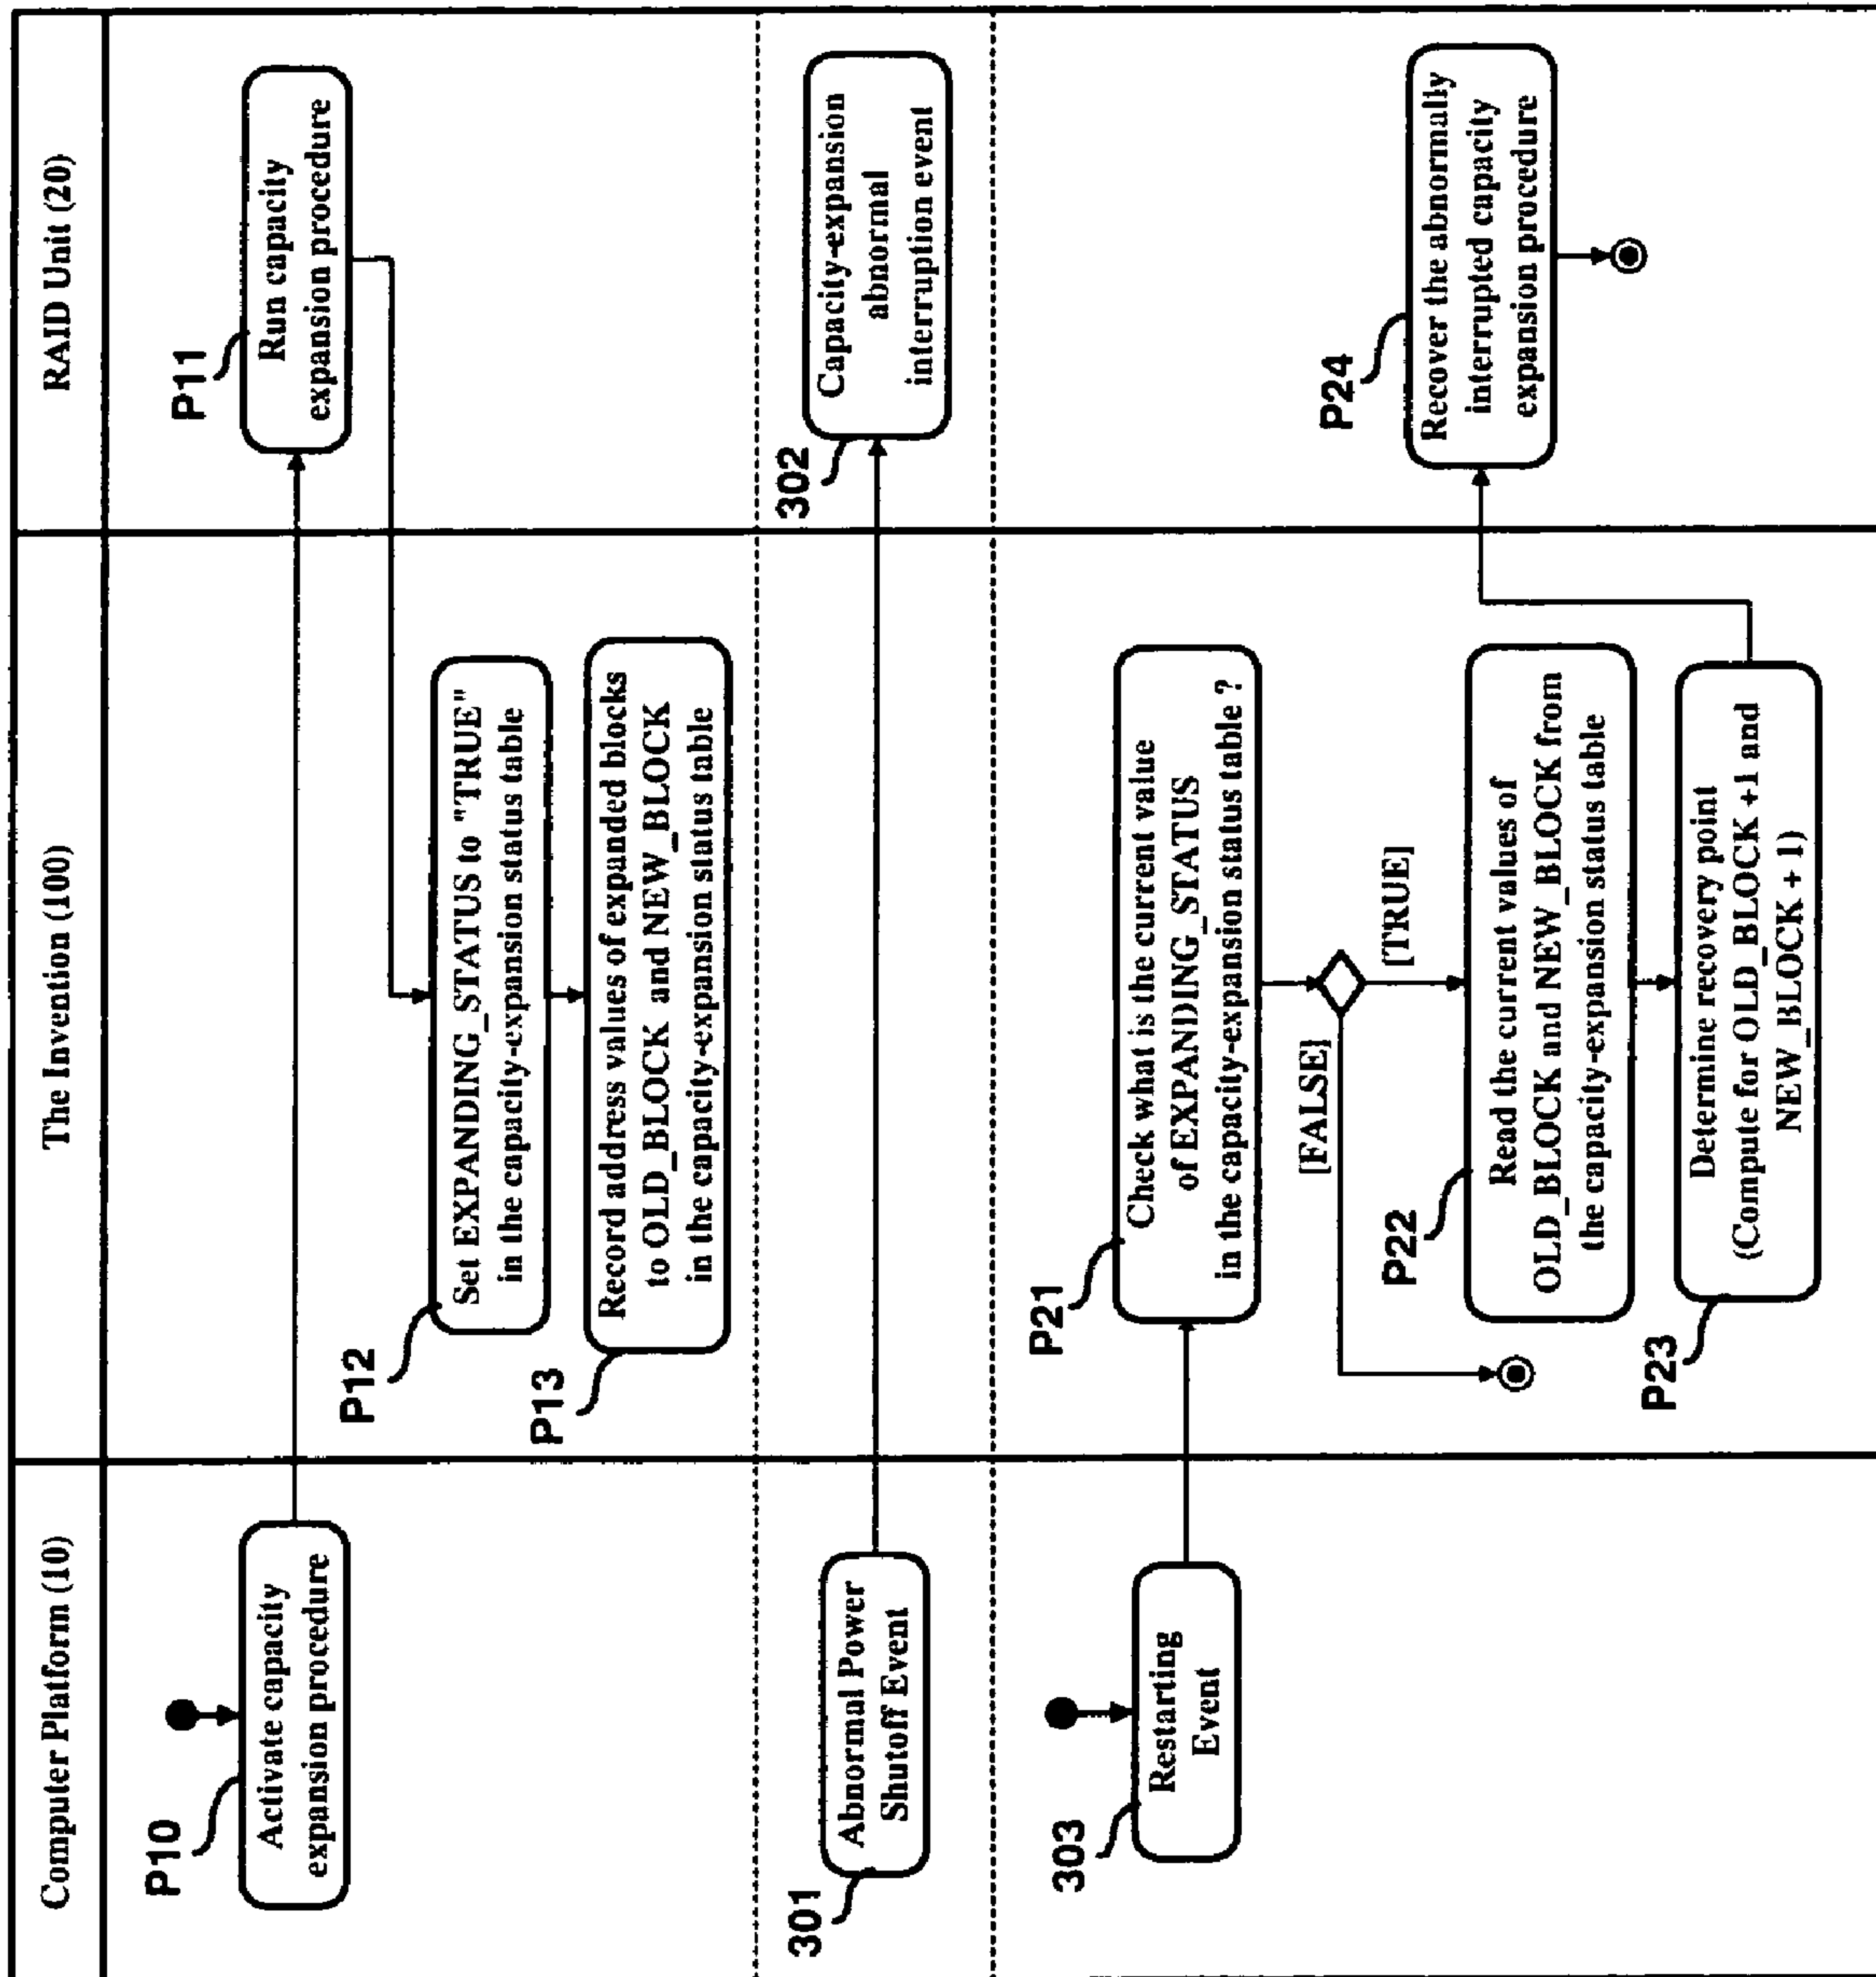 Computer Platform (10)
The Invention (100)
RAID Unit (20)
P10
Activate capacity
expansion procedure
P11
Run capacity
expansion procedure
P12
Set EXPANDING_STATUS to "TRUE"
in the capacity-expansion status table
P13
Record address values of expanded blocks
to OLD_BLOCK and NEW_BLOCK
in the capacity-expansion status table
301
Abnormal Power
Shutoff Event
302
Capacity-expansion
abnormal
interruption event
303
Restarting
Event
P21
Check what is the current value
of EXPANDING_STATUS
in the capacity-expansion status table ?
[FALSE]
[TRUE]
P22
Read the current values of
OLD_BLOCK and NEW_BLOCK from
the capacity-expansion status table
P23
Determine recovery point
(Compute for OLD_BLOCK +1 and
NEW_BLOCK + 1)
P24
Recover the abnormally
interrupted capacity
expansion procedure